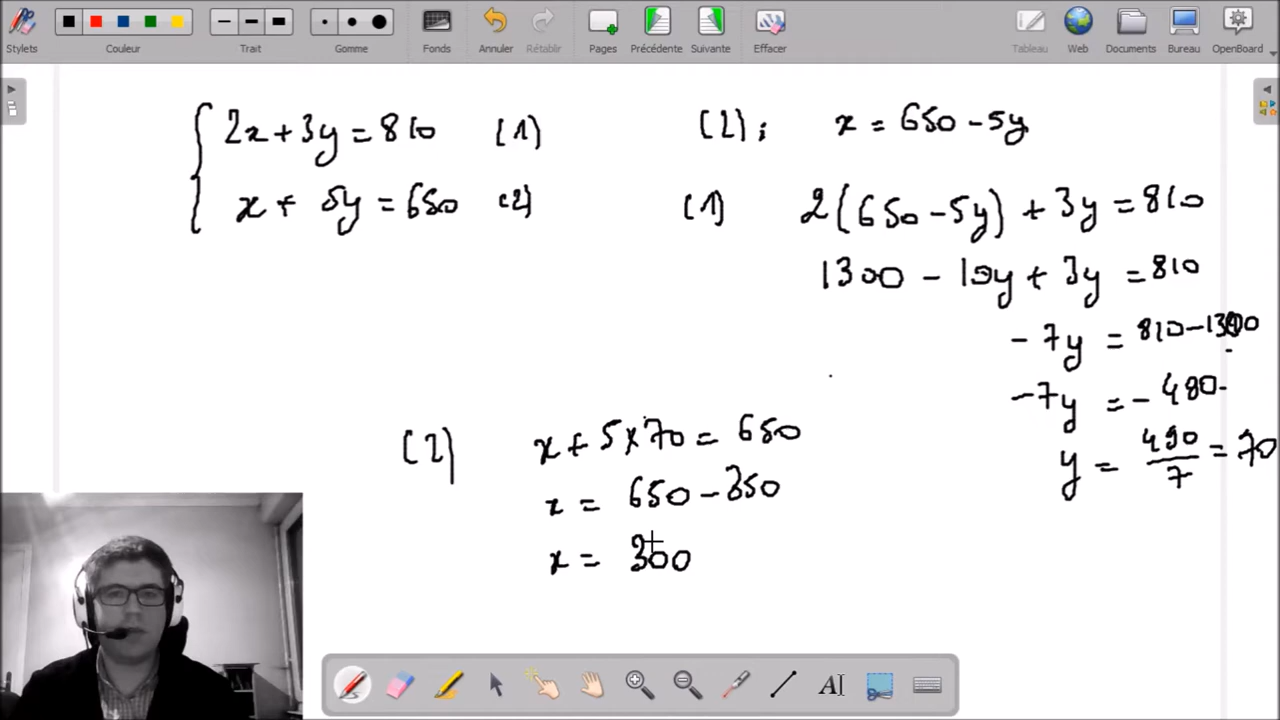 Stylets Couleur Trait Gomme Fonds Annuler Rétablir Pages Précédente Suivante Effacer Tableau Web Documents Bureau OpenBoard
2x + 3y = 810 (1)
x + 5y = 650 (2)
(2) : x = 650 - 5y
(1) 2(650 - 5y) + 3y = 810
1300 - 10y + 3y = 810
- 7y = 810 - 1300
- 7y = - 480
y = 490/7 = 70
(2) x + 5 x 70 = 650
x = 650 - 350
x = 300
AI